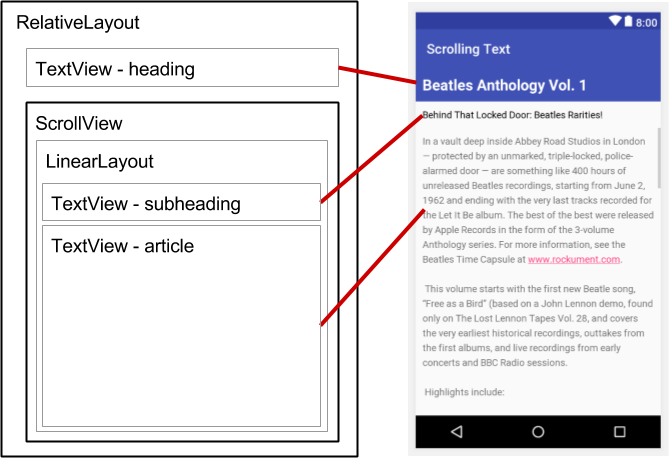 RelativeLayout
TextView - heading
ScrollView
LinearLayout
TextView - subheading
TextView - article
8:00
Scrolling Text
Beatles Anthology Vol. 1
Behind That Locked Door: Beatles Rarities!
In a vault deep inside Abbey Road Studios in London
— protected by an unmarked, triple-locked, police-
alarmed door — are something like 400 hours of
unreleased Beatles recordings, starting from June 2,
1962 and ending with the very last tracks recorded for
the Let It Be album. The best of the best were released
by Apple Records in the form of the 3-volume
Anthology series. For more information, see the
Beatles Time Capsule at www.rockument.com.
This volume starts with the first new Beatle song,
"Free as a Bird" (based on a John Lennon demo, found
only on The Lost Lennon Tapes Vol. 28, and covers
the very earliest historical recordings, outtakes from
the first albums, and live recordings from early
concerts and BBC Radio sessions.
Highlights include: